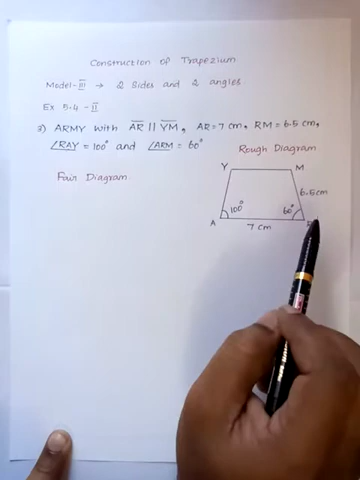 Construction of Trapezium
Model-III → 2 Sides and 2 angles
Ex 5.4 - II
3) ARMY with AR || YM, AR = 7 cm, RM = 6.5 cm,
∠RAY = 100° and ∠ARM = 60°
Rough Diagram
Fair Diagram
Y M
6.5cm
100° 60°
A R
7 cm